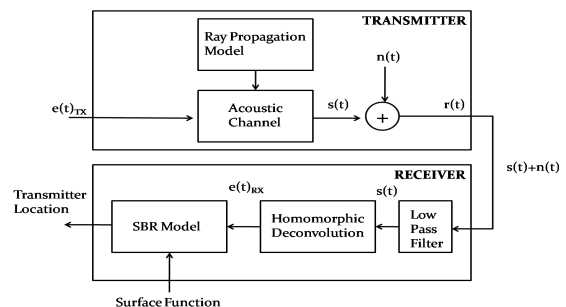 TRANSMITTER
Ray Propagation
Model
n(t)
e(t)TX
Acoustic
Channel
s(t)
+
r(t)
s(t)+n(t)
RECEIVER
Transmitter
Location
SBR Model
e(t)RX
Homomorphic
Deconvolution
s(t)
Low
Pass
Filter
Surface Function